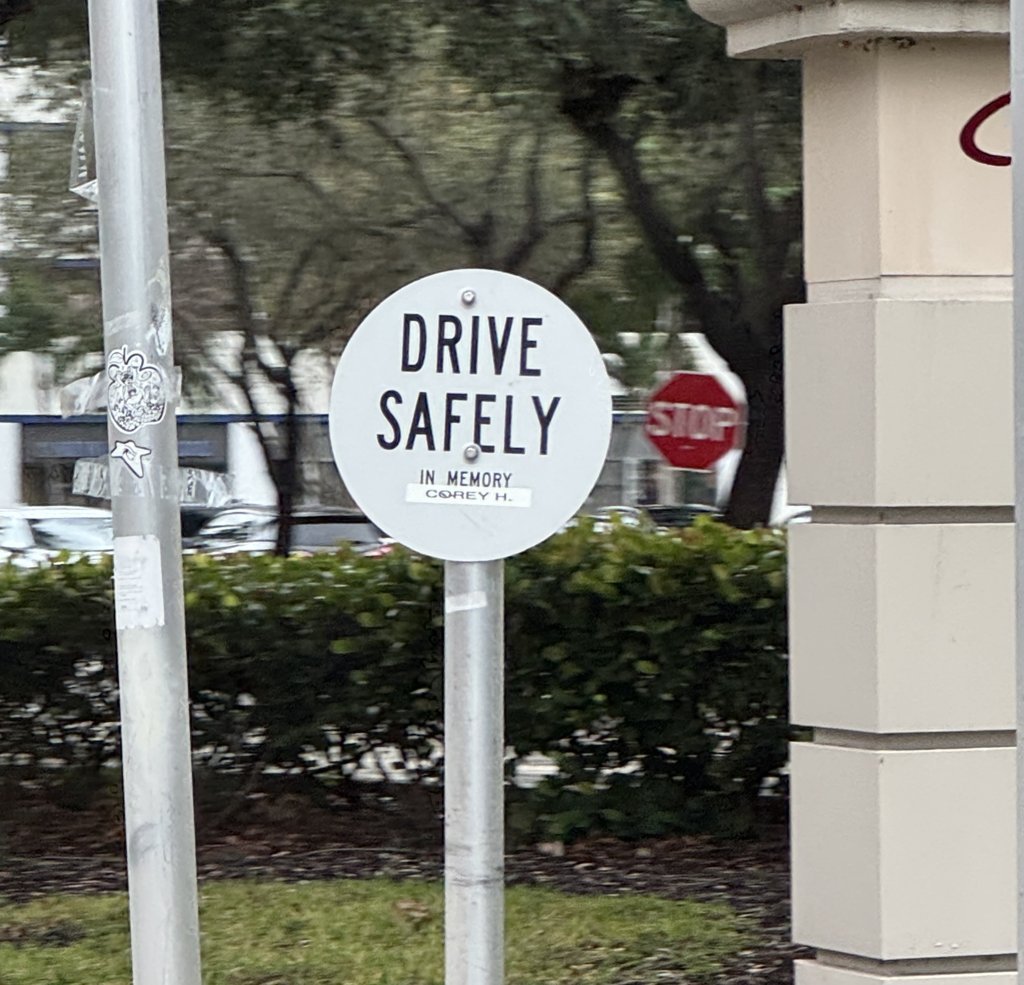 DRIVE
SAFELY
IN MEMORY
COREY H.
STOP